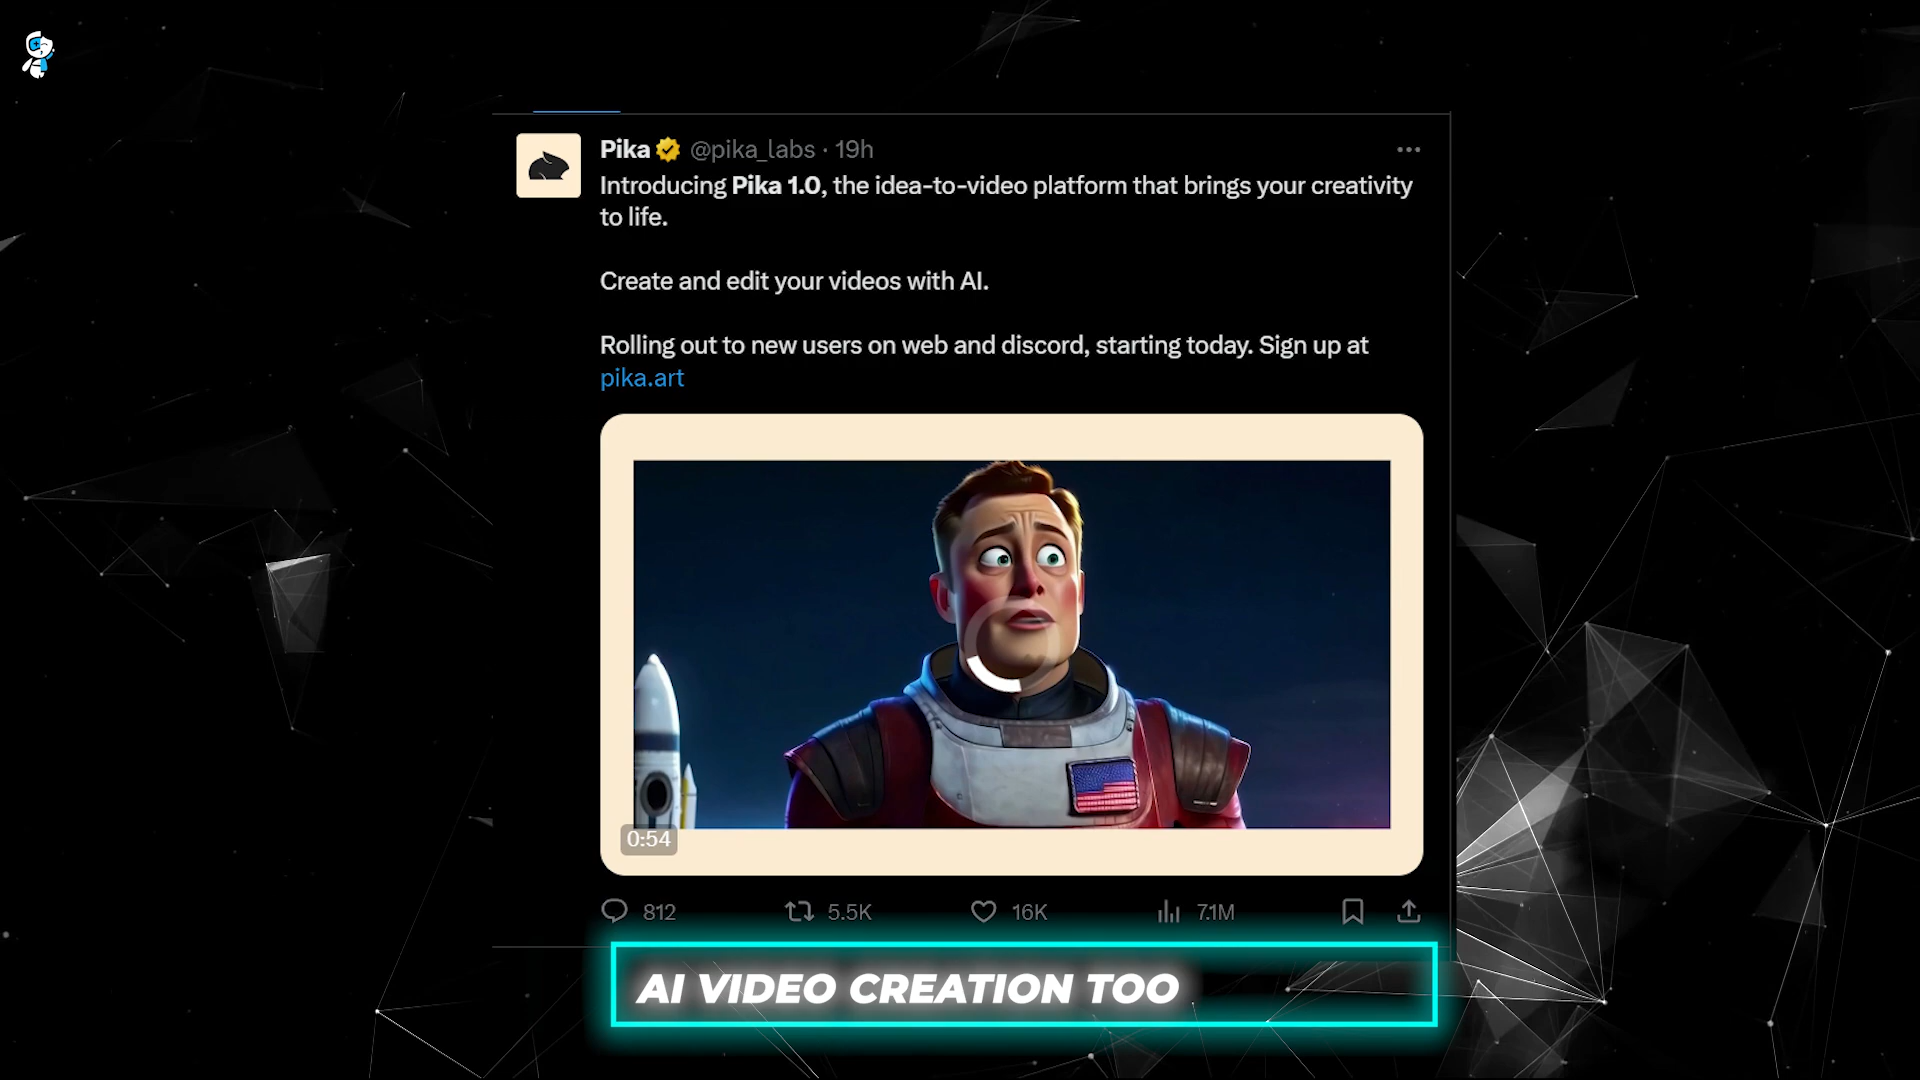 Pika @pika_labs · 19h
Introducing Pika 1.0, the idea-to-video platform that brings your creativity
to life.
Create and edit your videos with AI.
Rolling out to new users on web and discord, starting today. Sign up at
pika.art
0:54
812 5.5K 16K 7.1M
AI VIDEO CREATION TOO